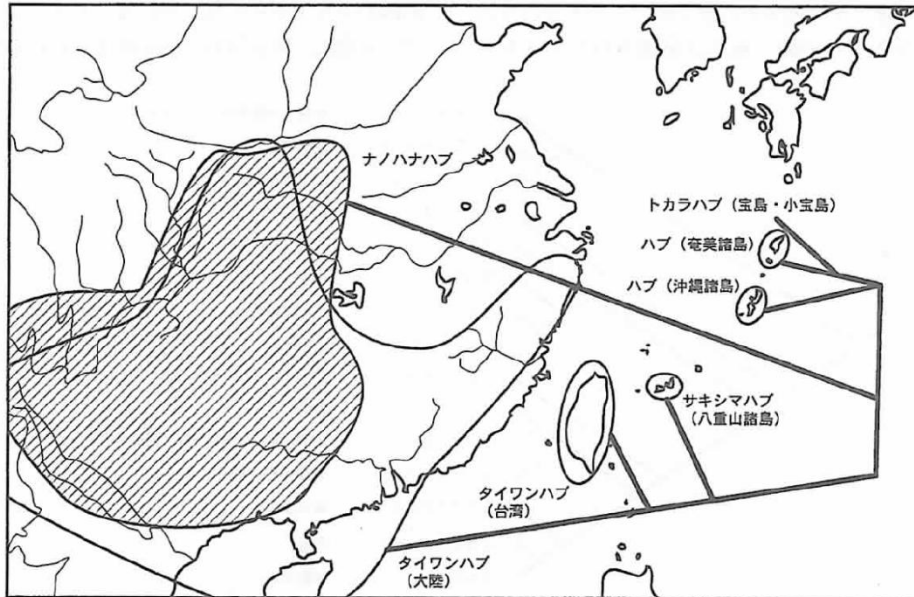 ナノハナハブ
トカラハブ(宝島・小宝島)
ハブ(奄美諸島)
ハブ(沖縄諸島)
サキシマハブ
(八重山諸島)
タイワンハブ
(台湾)
タイワンハブ
(大陸)